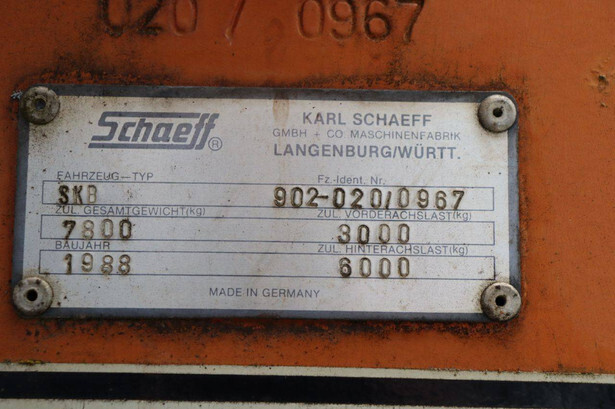 020/0967
Schaeff®
KARL SCHAEFF
GMBH + CO. MASCHINENFABRIK
LANGENBURG/WÜRTT.
FAHRZEUG-TYP Fz.-Ident. Nr.
SKB 902-020/0967
ZUL. GESAMTGEWICHT(kg) ZUL. VORDERACHSLAST(kg)
7800 3000
BAUJAHR ZUL. HINTERACHSLAST(kg)
1988 6000
MADE IN GERMANY